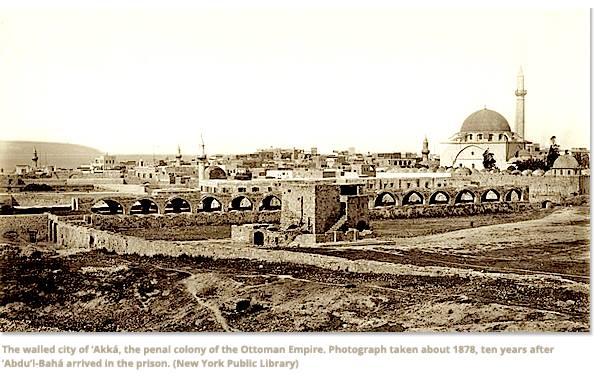 The walled city of 'Akká, the penal colony of the Ottoman Empire. Photograph taken about 1878, ten years after
'Abdu'l-Bahá arrived in the prison. (New York Public Library)